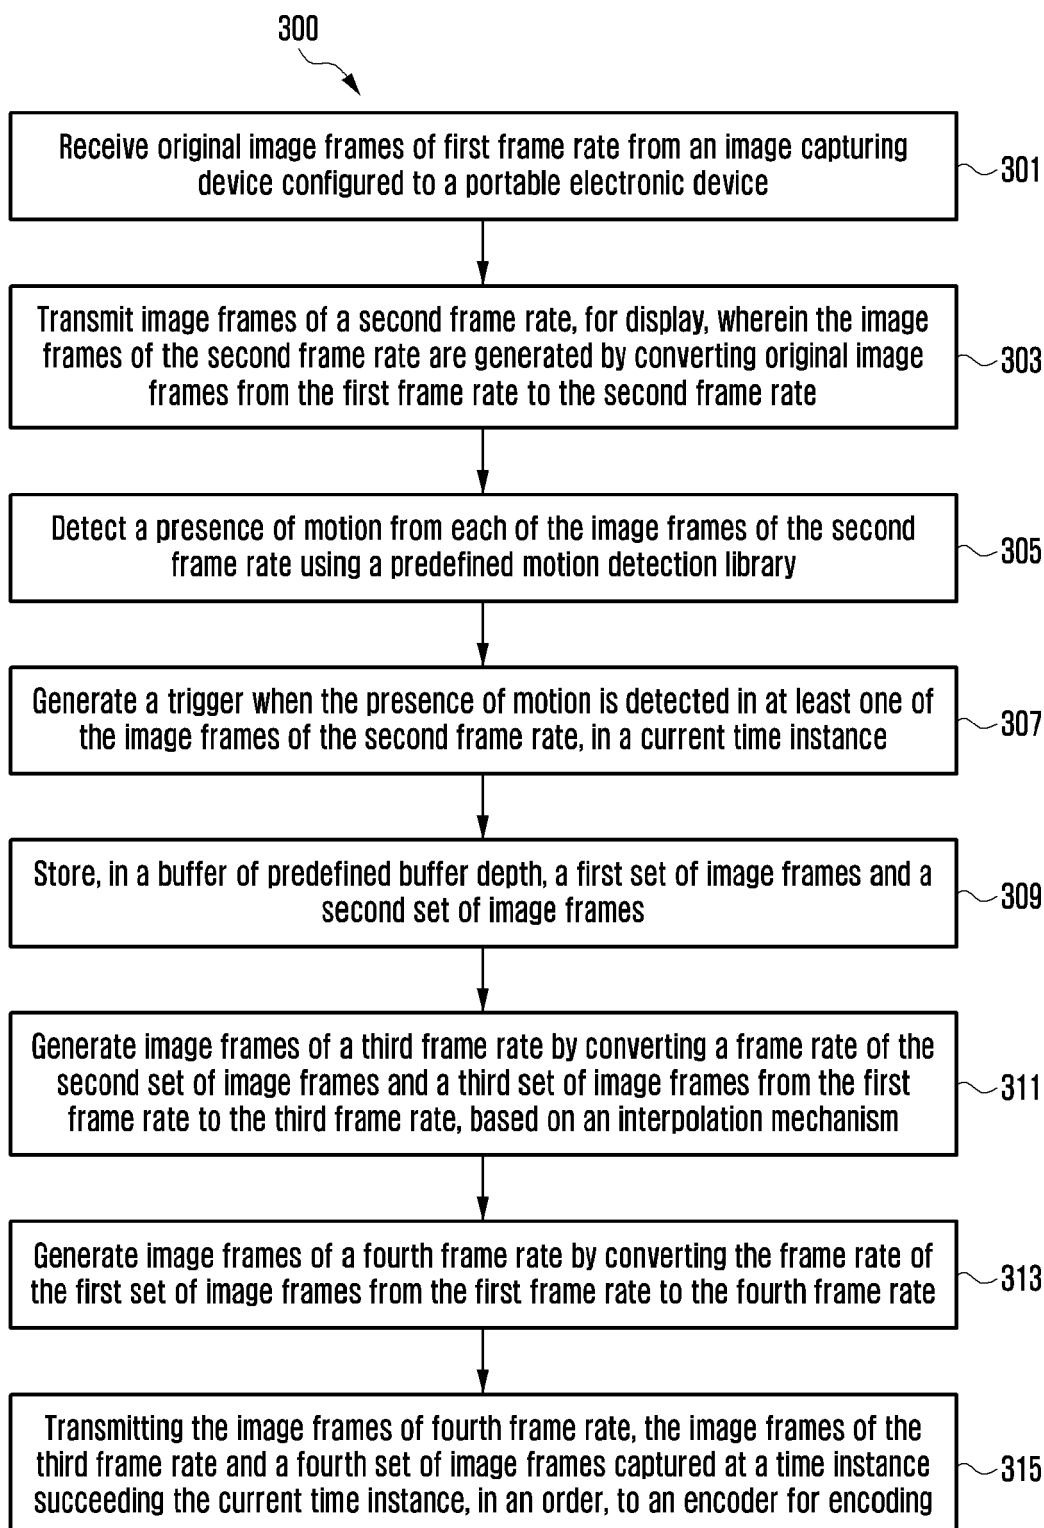 300
Receive original image frames of first frame rate from an image capturing
device configured to a portable electronic device
301
Transmit image frames of a second frame rate, for display, wherein the image
frames of the second frame rate are generated by converting original image
frames from the first frame rate to the second frame rate
303
Detect a presence of motion from each of the image frames of the second
frame rate using a predefined motion detection library
305
Generate a trigger when the presence of motion is detected in at least one of
the image frames of the second frame rate, in a current time instance
307
Store, in a buffer of predefined buffer depth, a first set of image frames and a
second set of image frames
309
Generate image frames of a third frame rate by converting a frame rate of the
second set of image frames and a third set of image frames from the first
frame rate to the third frame rate, based on an interpolation mechanism
311
Generate image frames of a fourth frame rate by converting the frame rate of
the first set of image frames from the first frame rate to the fourth frame rate
313
Transmitting the image frames of fourth frame rate, the image frames of the
third frame rate and a fourth set of image frames captured at a time instance
succeeding the current time instance, in an order, to an encoder for encoding
315